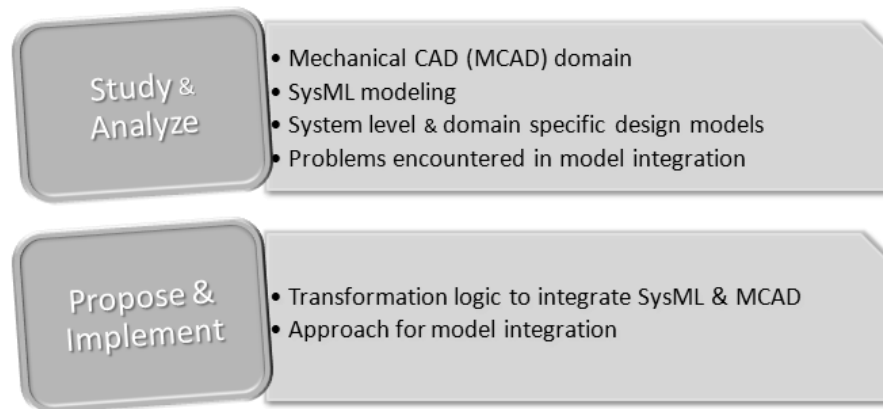 Study &
Analyze
• Mechanical CAD (MCAD) domain
• SysML modeling
• System level & domain specific design models
• Problems encountered in model integration
Propose &
Implement
• Transformation logic to integrate SysML & MCAD
• Approach for model integration